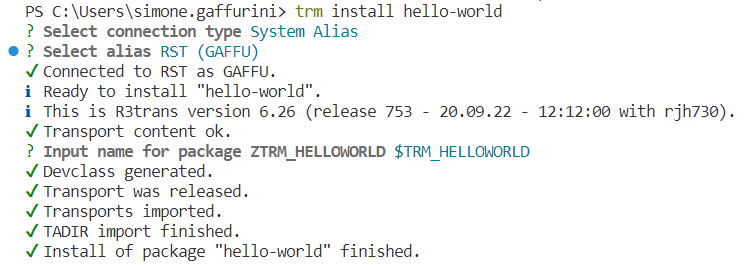 PS C:\Users\simone.gaffurini> trm install hello-world
? Select connection type System Alias
? Select alias RST (GAFFU)
✓ Connected to RST as GAFFU.
i Ready to install "hello-world".
i This is R3trans version 6.26 (release 753 - 20.09.22 - 12:12:00 with rjh730).
✓ Transport content ok.
? Input name for package ZTRM_HELLOWORLD $TRM_HELLOWORLD
✓ Devclass generated.
✓ Transport was released.
✓ Transports imported.
✓ TADIR import finished.
✓ Install of package "hello-world" finished.